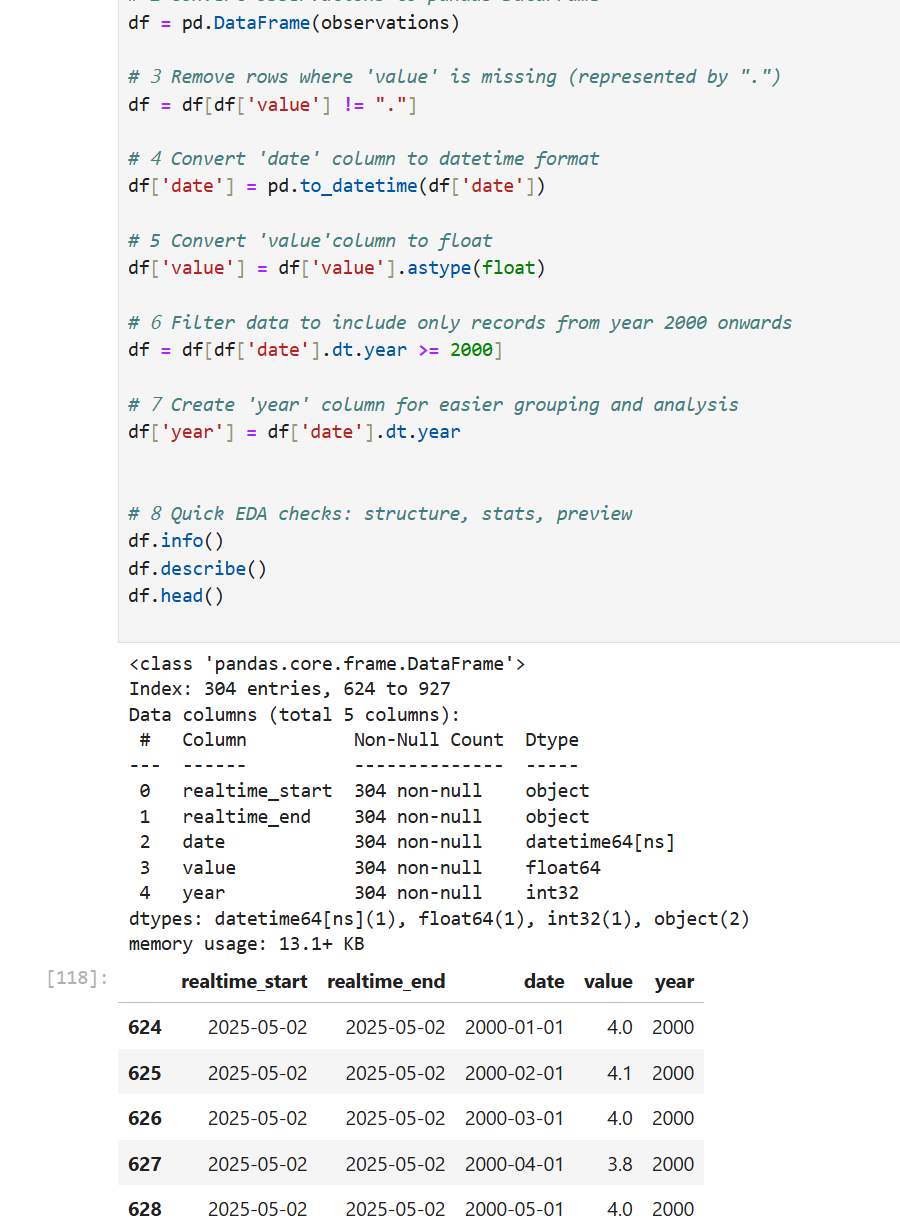 df = pd.DataFrame(observations)
# 3 Remove rows where 'value' is missing (represented by ".")
df = df[df['value'] != "."]
# 4 Convert 'date' column to datetime format
df['date'] = pd.to_datetime(df['date'])
# 5 Convert 'value'column to float
df['value'] = df['value'].astype(float)
# 6 Filter data to include only records from year 2000 onwards
df = df[df['date'].dt.year >= 2000]
# 7 Create 'year' column for easier grouping and analysis
df['year'] = df['date'].dt.year
# 8 Quick EDA checks: structure, stats, preview
df.info()
df.describe()
df.head()
<class 'pandas.core.frame.DataFrame'>
Index: 304 entries, 624 to 927
Data columns (total 5 columns):
 #   Column          Non-Null Count  Dtype
---  ------          --------------  -----
 0   realtime_start  304 non-null    object
 1   realtime_end    304 non-null    object
 2   date            304 non-null    datetime64[ns]
 3   value           304 non-null    float64
 4   year            304 non-null    int32
dtypes: datetime64[ns](1), float64(1), int32(1), object(2)
memory usage: 13.1+ KB
[118]: realtime_start realtime_end date value year
624 2025-05-02 2025-05-02 2000-01-01 4.0 2000
625 2025-05-02 2025-05-02 2000-02-01 4.1 2000
626 2025-05-02 2025-05-02 2000-03-01 4.0 2000
627 2025-05-02 2025-05-02 2000-04-01 3.8 2000
628 2025-05-02 2025-05-02 2000-05-01 4.0 2000